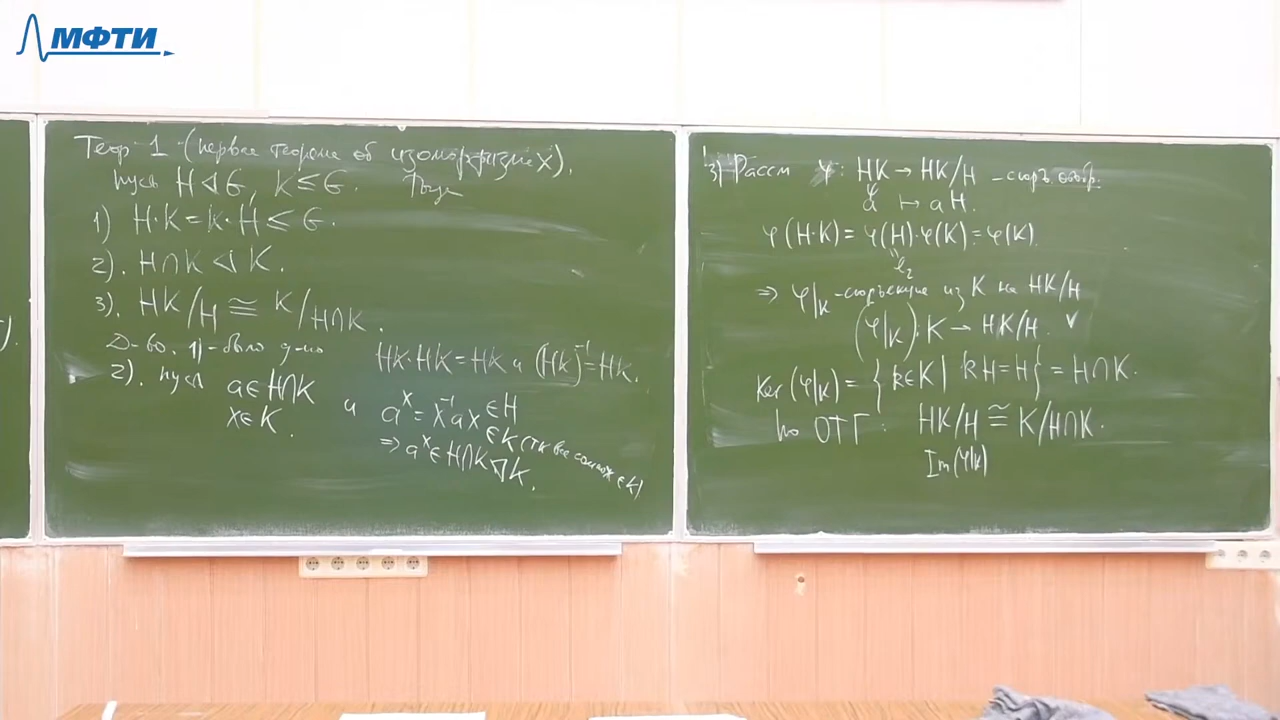 МФТИ
Теор 1 (первая теорема об изоморфизмах).
пусть H ⊲ G, K ≤ G. Тогда
1) H·K = K·H ≤ G.
2). H∩K ⊲ K.
3). HK/H ≅ K/H∩K.
Д-во. 1)-было д-но HK·HK = HK и (HK)⁻¹ = HK.
2). пусть a∈H∩K и aˣ = x⁻¹ax ∈H
x∈K. ∈K (тк все сомнож ∈K)
⇒ aˣ ∈ H∩K ⊲ K.
3) Рассм φ: HK → HK/H – сюръ. отобр.
a ↦ aH.
φ(H·K) = φ(H)·φ(K) = φ(K).
⇒ φ|K -сюръекция из K на HK/H
(φ|K): K → HK/H. ✓
Ker(φ|K) = {k∈K | kH=H} = H∩K.
по ОТГ: HK/H ≅ K/H∩K.
Im(φ|K)